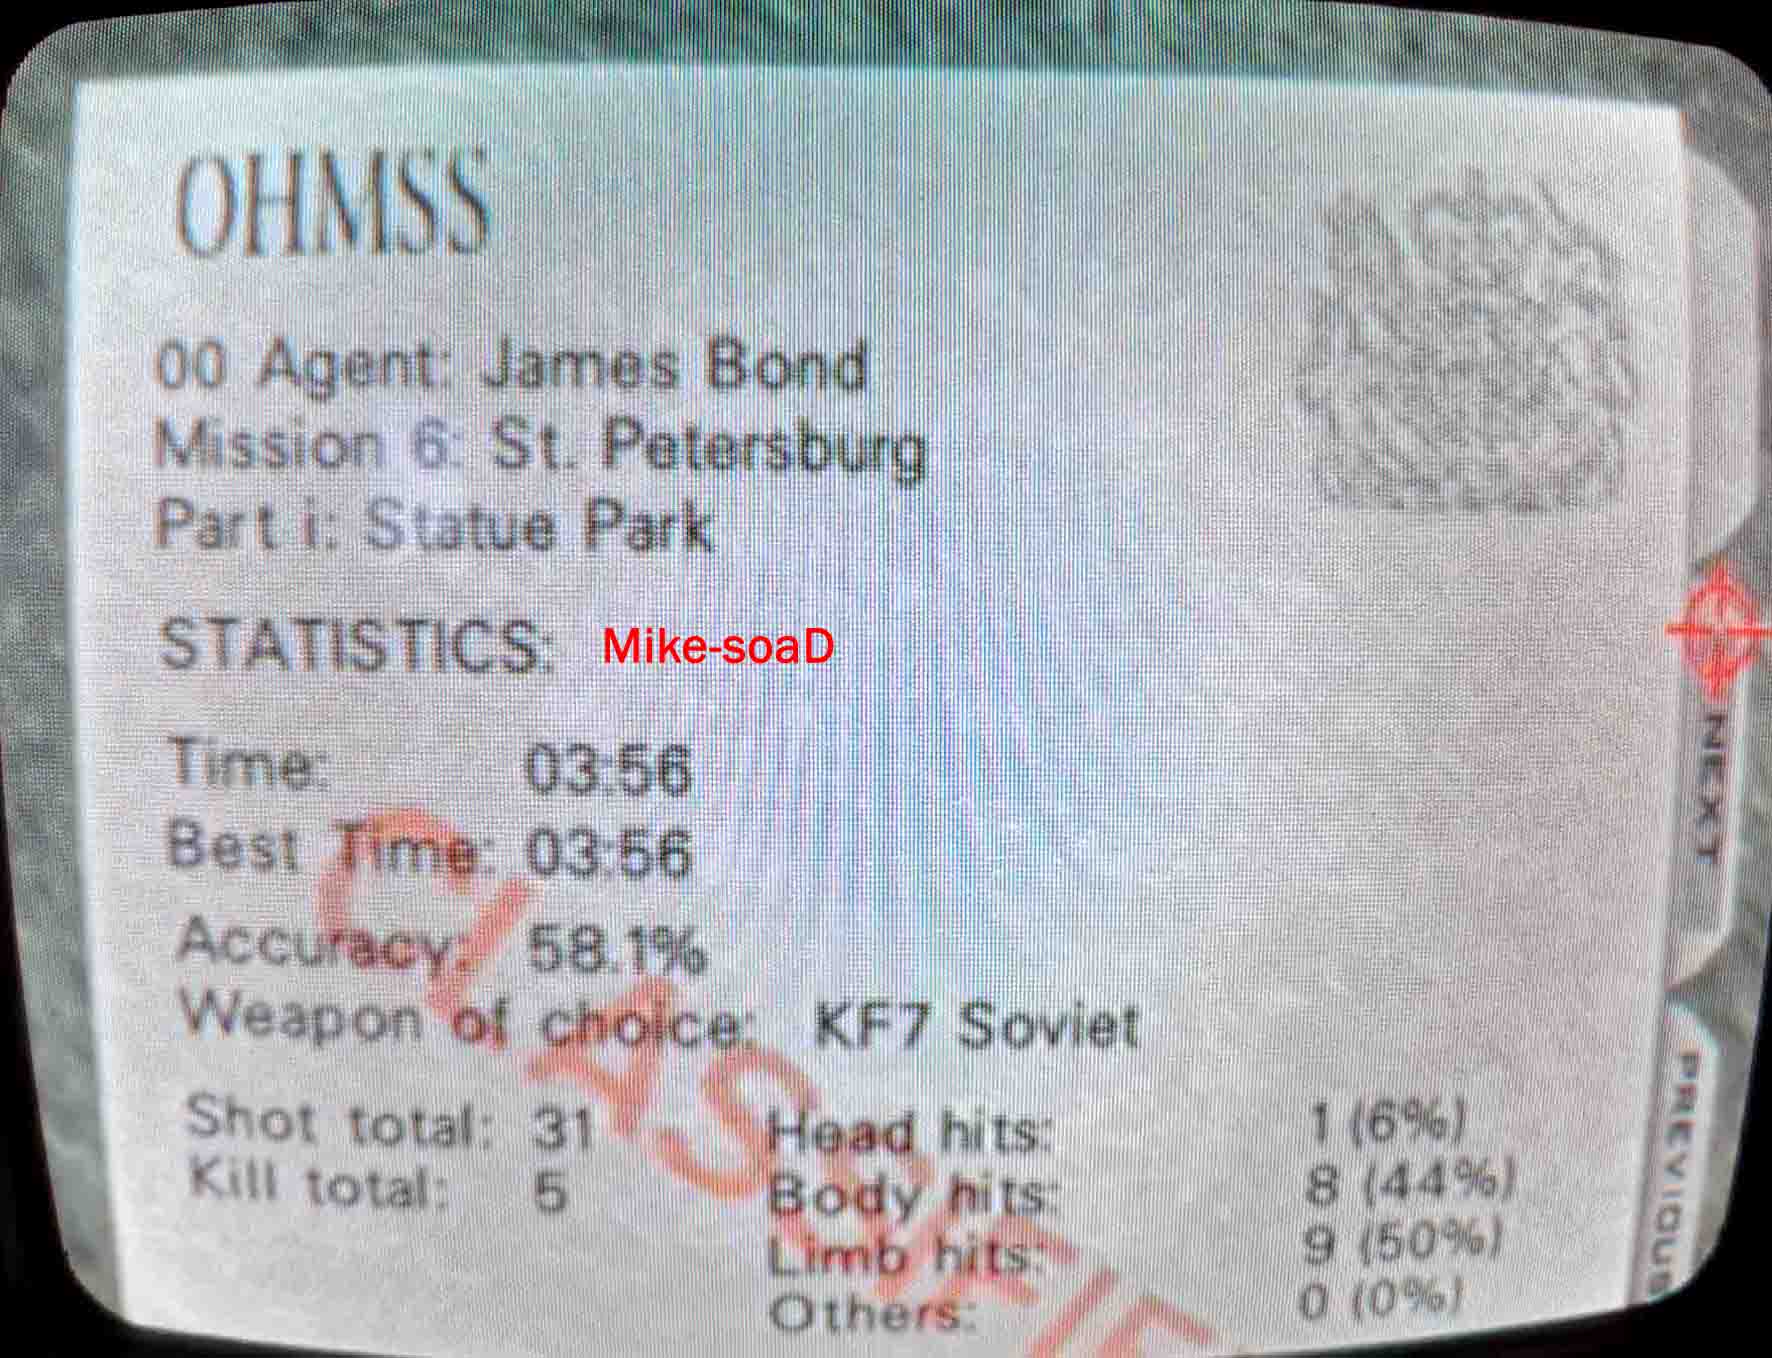 OHMSS
00 Agent: James Bond
Mission 6: St. Petersburg
Part i: Statue Park
STATISTICS: Mike-soaD
Time: 03:56
Best Time: 03:56
Accuracy: 58.1%
Weapon of choice: KF7 Soviet
Shot total: 31 Head hits: 1 (6%)
Kill total: 5 Body hits: 8 (44%)
Limb hits: 9 (50%)
Others: 0 (0%)
NEXT
PREVIOUS